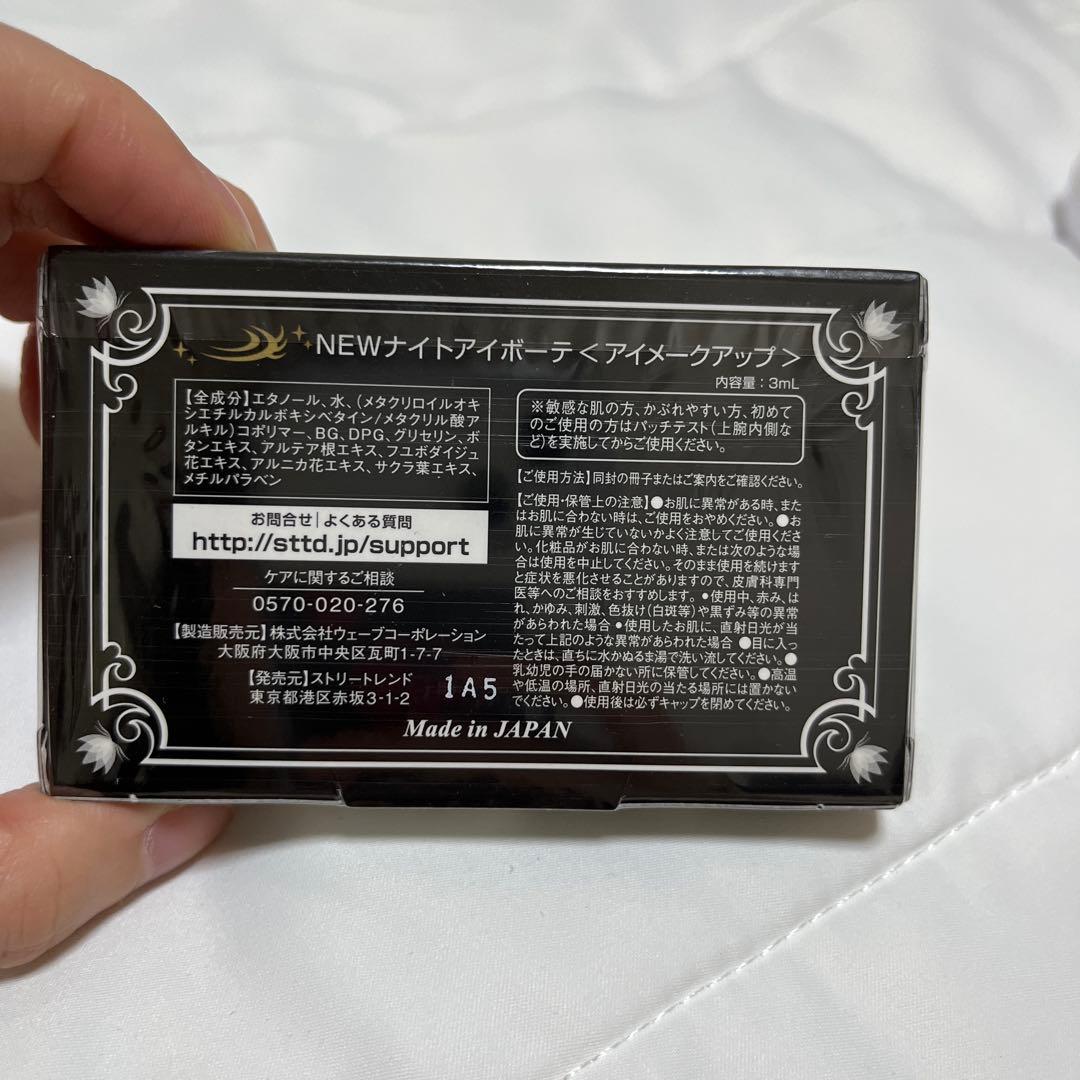 NEWナイトアイボーテ<アイメークアップ>
内容量:3mL
【全成分】エタノール、水、(メタクリロイルオキ
シエチルカルボキシベタイン/メタクリル酸ア
ルキル)コポリマー、BG、DPG、グリセリン、ボ
タンエキス、アルテア根エキス、フユボダイジュ
花エキス、アルニカ花エキス、サクラ葉エキス、
メチルパラベン
お問合せ|よくある質問
http://sttd.jp/support
ケアに関するご相談
0570-020-276
【製造販売元】株式会社ウェーブコーポレーション
大阪府大阪市中央区瓦町1-7-7
【発売元】ストリートレンド
東京都港区赤坂3-1-2
1A5
※敏感な肌の方、かぶれやすい方、初めて
のご使用の方はパッチテスト(上腕内側な
ど)を実施してからご使用ください。
【ご使用方法】同封の冊子またはご案内をご確認ください。
【ご使用・保管上の注意】●お肌に異常がある時、また
はお肌に合わない時は、ご使用をおやめください。●お
肌に異常が生じていないかよく注意してご使用くださ
い。化粧品がお肌に合わない時、または次のような場
合は使用を中止してください。そのまま使用を続けます
と症状を悪化させることがありますので、皮膚科専門
医等へのご相談をおすすめします。●使用中、赤み、は
れ、かゆみ、刺激、色抜け(白斑等)や黒ずみ等の異常
があらわれた場合●使用したお肌に、直射日光が当
たって上記のような異常があらわれた場合 ●目に入っ
たときは、直ちに水かぬるま湯で洗い流してください。●
乳幼児の手の届かない所に保管してください。●高温
や低温の場所、直射日光の当たる場所には置かない
でください。●使用後は必ずキャップを閉めてください。
Made in JAPAN